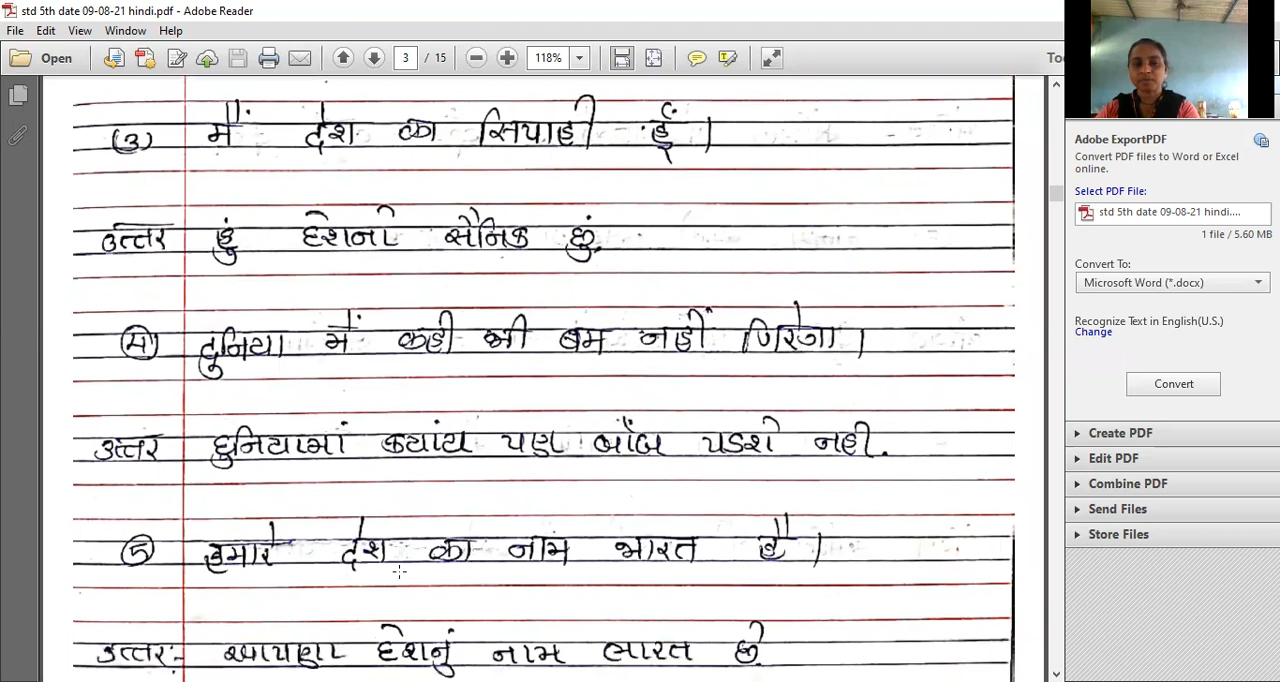 std 5th date 09-08-21 hindi.pdf - Adobe Reader
File Edit View Window Help
Open 3 / 15 118%
(3) मैं देश का सिपाही हूँ।
उत्तर હું દેશનો સૈનિક છું.
४ दुनिया में कही भी बम नहीं गिरेगा।
उत्तर દુનિયામાં ક્યાંય પણ બોંબ પડશે નહી.
५ हमारे देश का नाम भारत है।
उत्तर:- આપણા દેશનું નામ ભારત છે
To
Adobe ExportPDF
Convert PDF files to Word or Excel
online.
Select PDF File:
std 5th date 09-08-21 hindi....
1 file / 5.60 MB
Convert To:
Microsoft Word (*.docx)
Recognize Text in English(U.S.)
Change
Convert
Create PDF
Edit PDF
Combine PDF
Send Files
Store Files